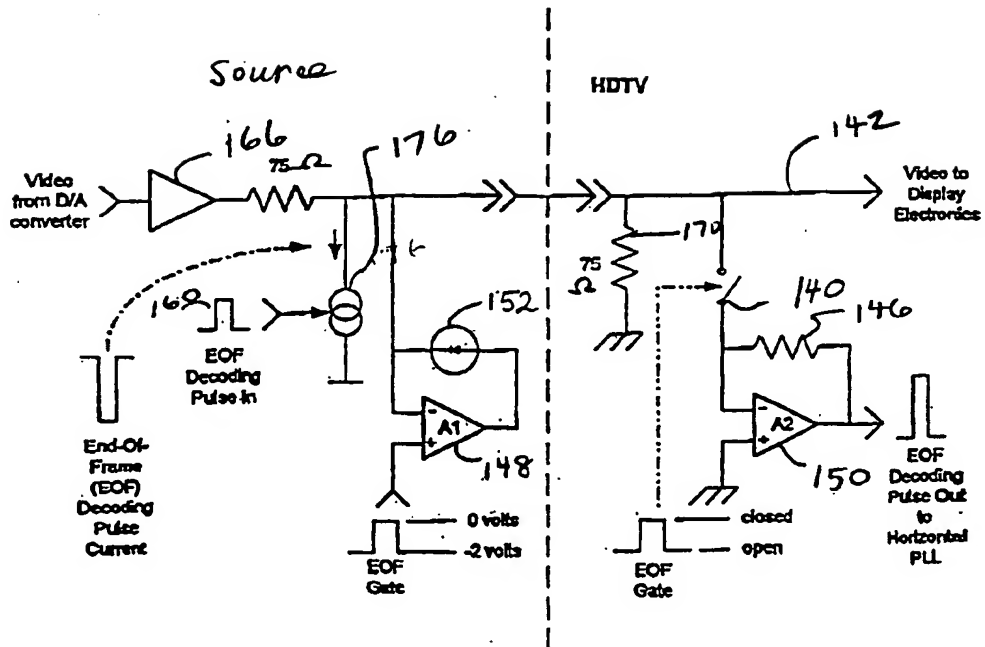 Source
HDTV
166
176
142
75 Ω
Video
from D/A
converter
Video to
Display
Electronics
170
75
Ω
160
152
140
146
EOF
Decoding
Pulse-In
A1
148
A2
150
End-Of-
Frame
(EOF)
Decoding
Pulse
Current
0 volts
-2 volts
EOF
Gate
closed
open
EOF
Gate
EOF
Decoding
Pulse Out
to
Horizontal
PLL